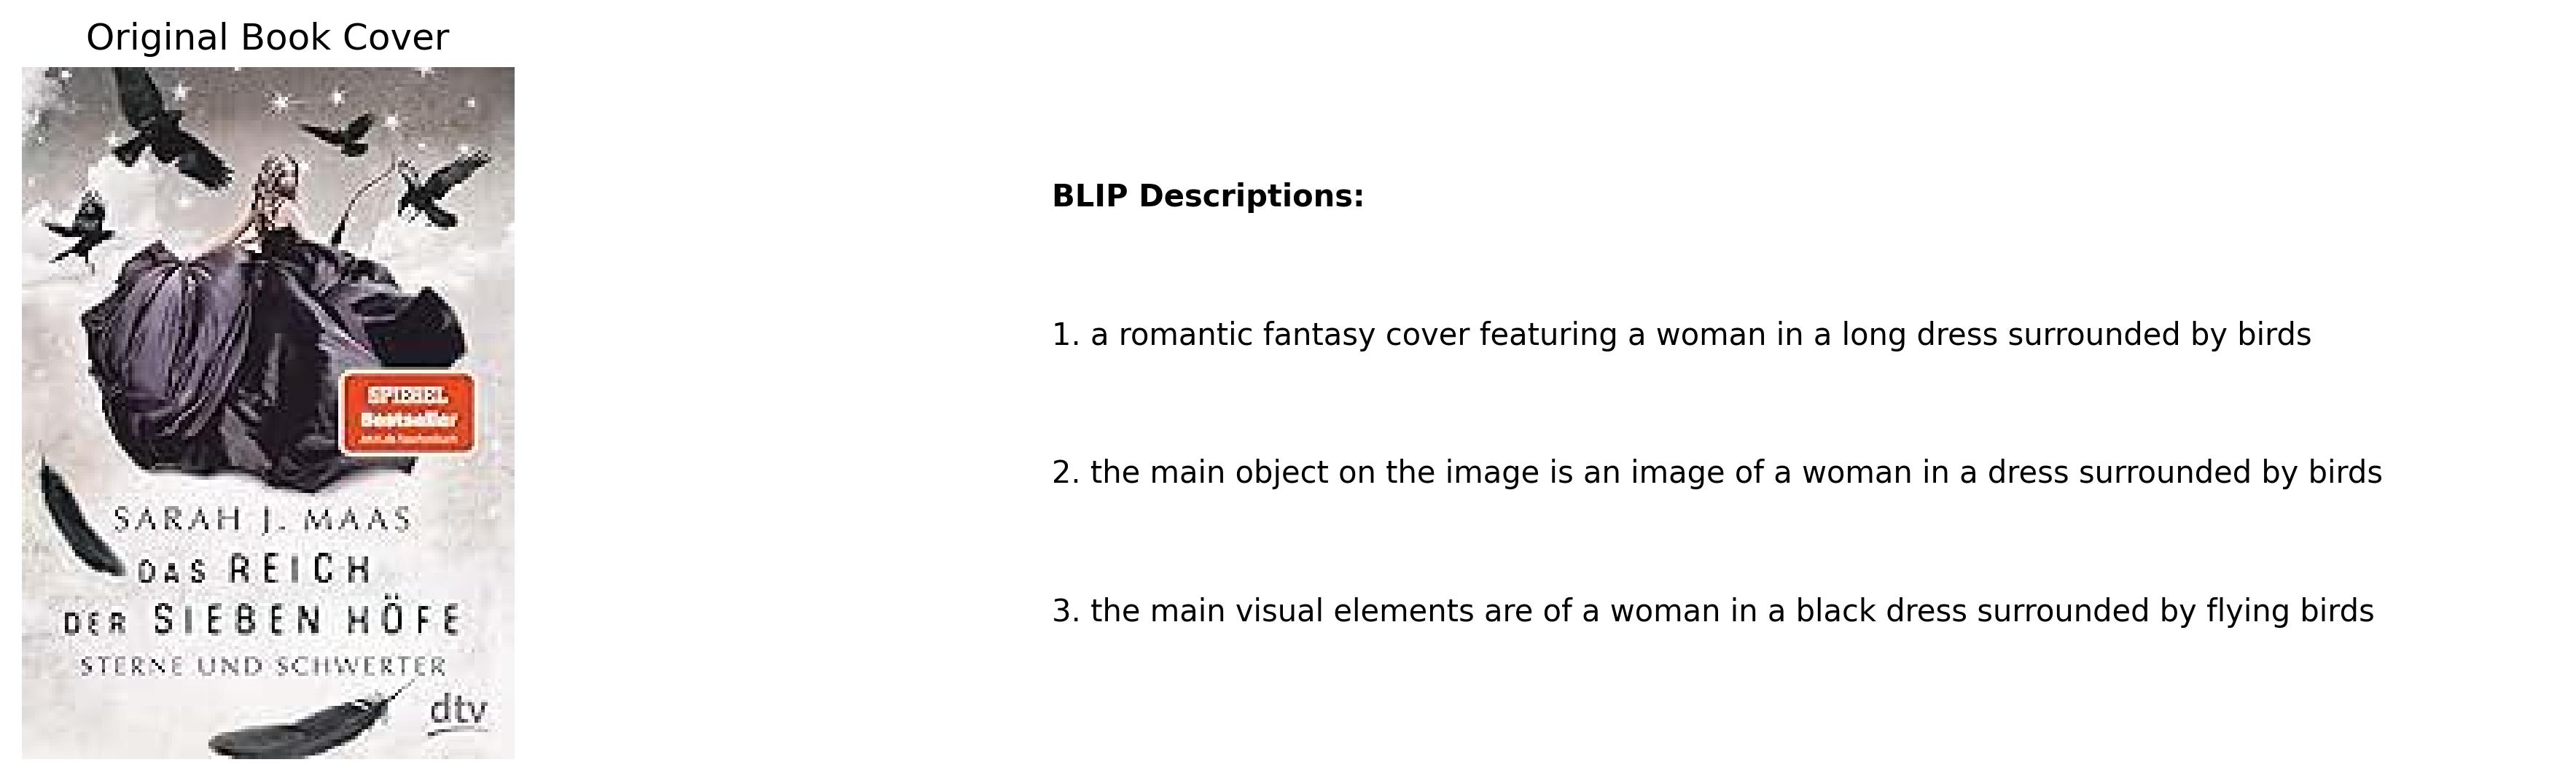 Original Book Cover
SPIEGEL
Bestseller
SARAH J. MAAS
DAS REICH
DER SIEBEN HÖFE
STERNE UND SCHWERTER
dtv
BLIP Descriptions:
1. a romantic fantasy cover featuring a woman in a long dress surrounded by birds
2. the main object on the image is an image of a woman in a dress surrounded by birds
3. the main visual elements are of a woman in a black dress surrounded by flying birds